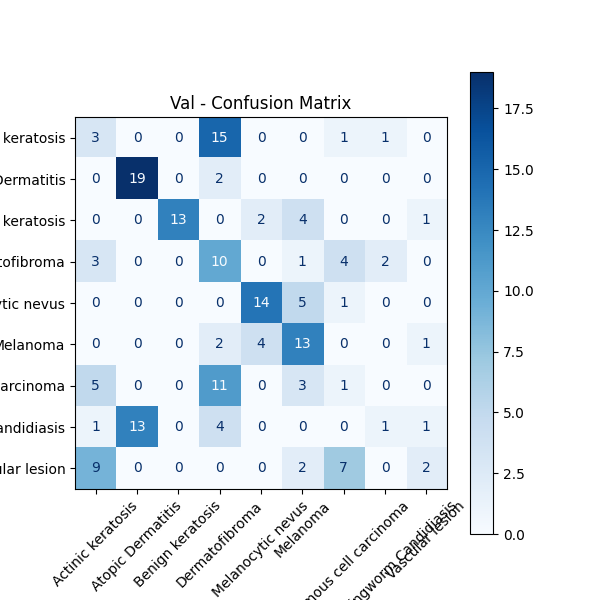 Val - Confusion Matrix
keratosis 3 0 0 15 0 0 1 1 0
Dermatitis 0 19 0 2 0 0 0 0 0
keratosis 0 0 13 0 2 4 0 0 1
tofibroma 3 0 0 10 0 1 4 2 0
tic nevus 0 0 0 0 14 5 1 0 0
Melanoma 0 0 0 2 4 13 0 0 1
arcinoma 5 0 0 11 0 3 1 0 0
andidiasis 1 13 0 4 0 0 0 1 1
lar lesion 9 0 0 0 0 2 7 0 2
Actinic keratosis
Atopic Dermatitis
Benign keratosis
Dermatofibroma
Melanocytic nevus
Melanoma
mous cell carcinoma
ngworm Candidiasis
Vascular lesion
17.5
15.0
12.5
10.0
7.5
5.0
2.5
0.0